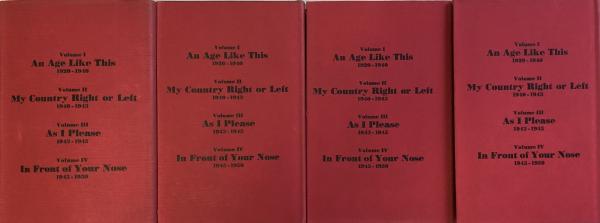 Volume I
An Age Like This
1920-1940
Volume II
My Country Right or Left
1940-1943
Volume III
As I Please
1943-1945
Volume IV
In Front of Your Nose
1945-1950
Volume I
An Age Like This
1920-1940
Volume II
My Country Right or Left
1940-1943
Volume III
As I Please
1943-1945
Volume IV
In Front of Your Nose
1945-1950
Volume I
An Age Like This
1920-1940
Volume II
My Country Right or Left
1940-1943
Volume III
As I Please
1943-1945
Volume IV
In Front of Your Nose
1945-1950
Volume I
An Age Like This
1920-1940
Volume II
My Country Right or Left
1940-1943
Volume III
As I Please
1943-1945
Volume IV
In Front of Your Nose
1945-1950